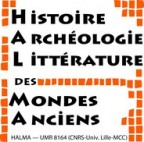 Histoire
Archéologie
Littérature
des
Mondes
Anciens
HALMA — UMR 8164 (CNRS-Univ. Lille-MCC)